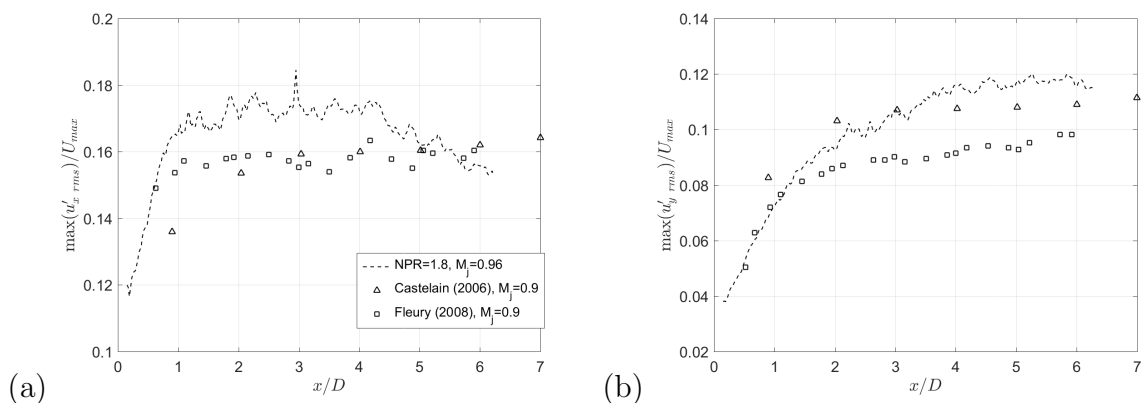 (a)
max(u′x rms)/Umax
0.2
0.18
0.16
0.14
0.12
0.1
0 1 2 3 4 5 6 7
x/D
NPR=1.8, Mj=0.96
Castelain (2006), Mj=0.9
Fleury (2008), Mj=0.9
(b)
max(u′y rms)/Umax
0.14
0.12
0.1
0.08
0.06
0.04
0.02
0 1 2 3 4 5 6 7
x/D